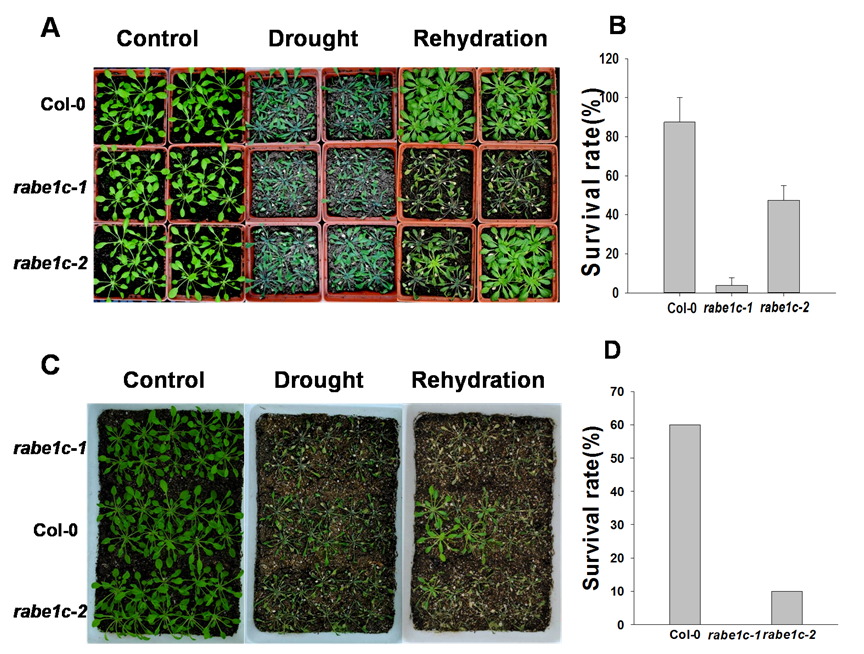 A
Control Drought Rehydration
Col-0
rabe1c-1
rabe1c-2
B
120
100
80
60
40
20
0
Survival rate(%)
Col-0 rabe1c-1 rabe1c-2
C
Control Drought Rehydration
rabe1c-1
Col-0
rabe1c-2
D
70
60
50
40
30
20
10
0
Survival rate(%)
Col-0 rabe1c-1 rabe1c-2